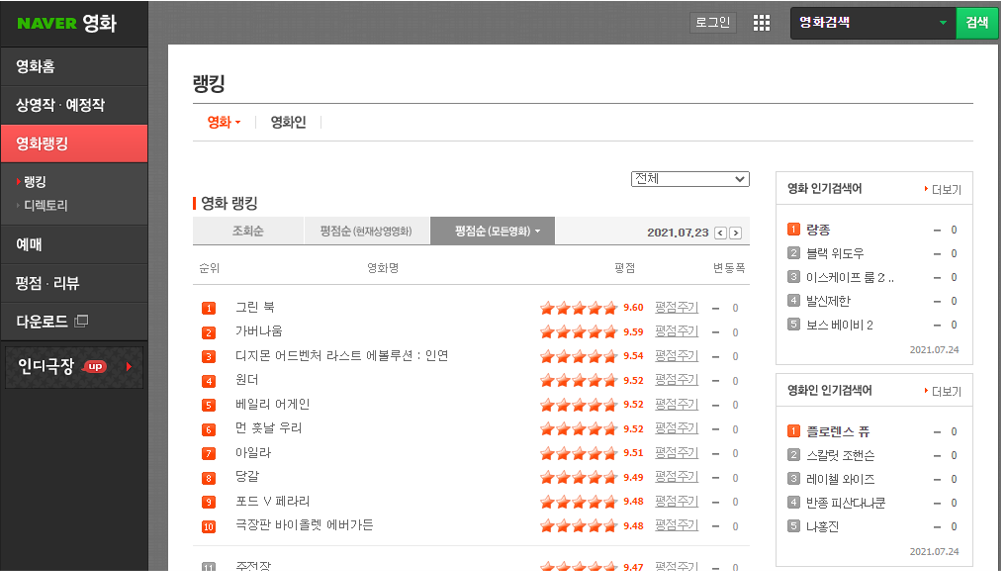 NAVER 영화
로그인
영화검색
검색
영화홈
상영작 · 예정작
영화랭킹
랭킹
디렉토리
예매
평점 · 리뷰
다운로드
인디극장 up
랭킹
영화
영화인
전체
영화 랭킹
조회순
평점순 (현재상영영화)
평점순 (모든영화)
2021.07.23
순위 영화명 평점 변동폭
1 그린 북 9.60 평점주기 0
2 가버나움 9.59 평점주기 0
3 디지몬 어드벤처 라스트 에볼루션 : 인연 9.54 평점주기 0
4 원더 9.52 평점주기 0
5 베일리 어게인 9.52 평점주기 0
6 먼 훗날 우리 9.52 평점주기 0
7 아일라 9.51 평점주기 0
8 당갈 9.49 평점주기 0
9 포드 V 페라리 9.48 평점주기 0
10 극장판 바이올렛 에버가든 9.48 평점주기 0
11 주전장 9.47 평점주기 0
영화 인기검색어 더보기
1 랑종 0
2 블랙 위도우 0
3 이스케이프 룸 2 .. 0
4 발신제한 0
5 보스 베이비 2 0
2021.07.24
영화인 인기검색어 더보기
1 플로렌스 퓨 0
2 스칼릿 조핸슨 0
3 레이첼 와이즈 0
4 반종 피산다나쿤 0
5 나홍진 0
2021.07.24